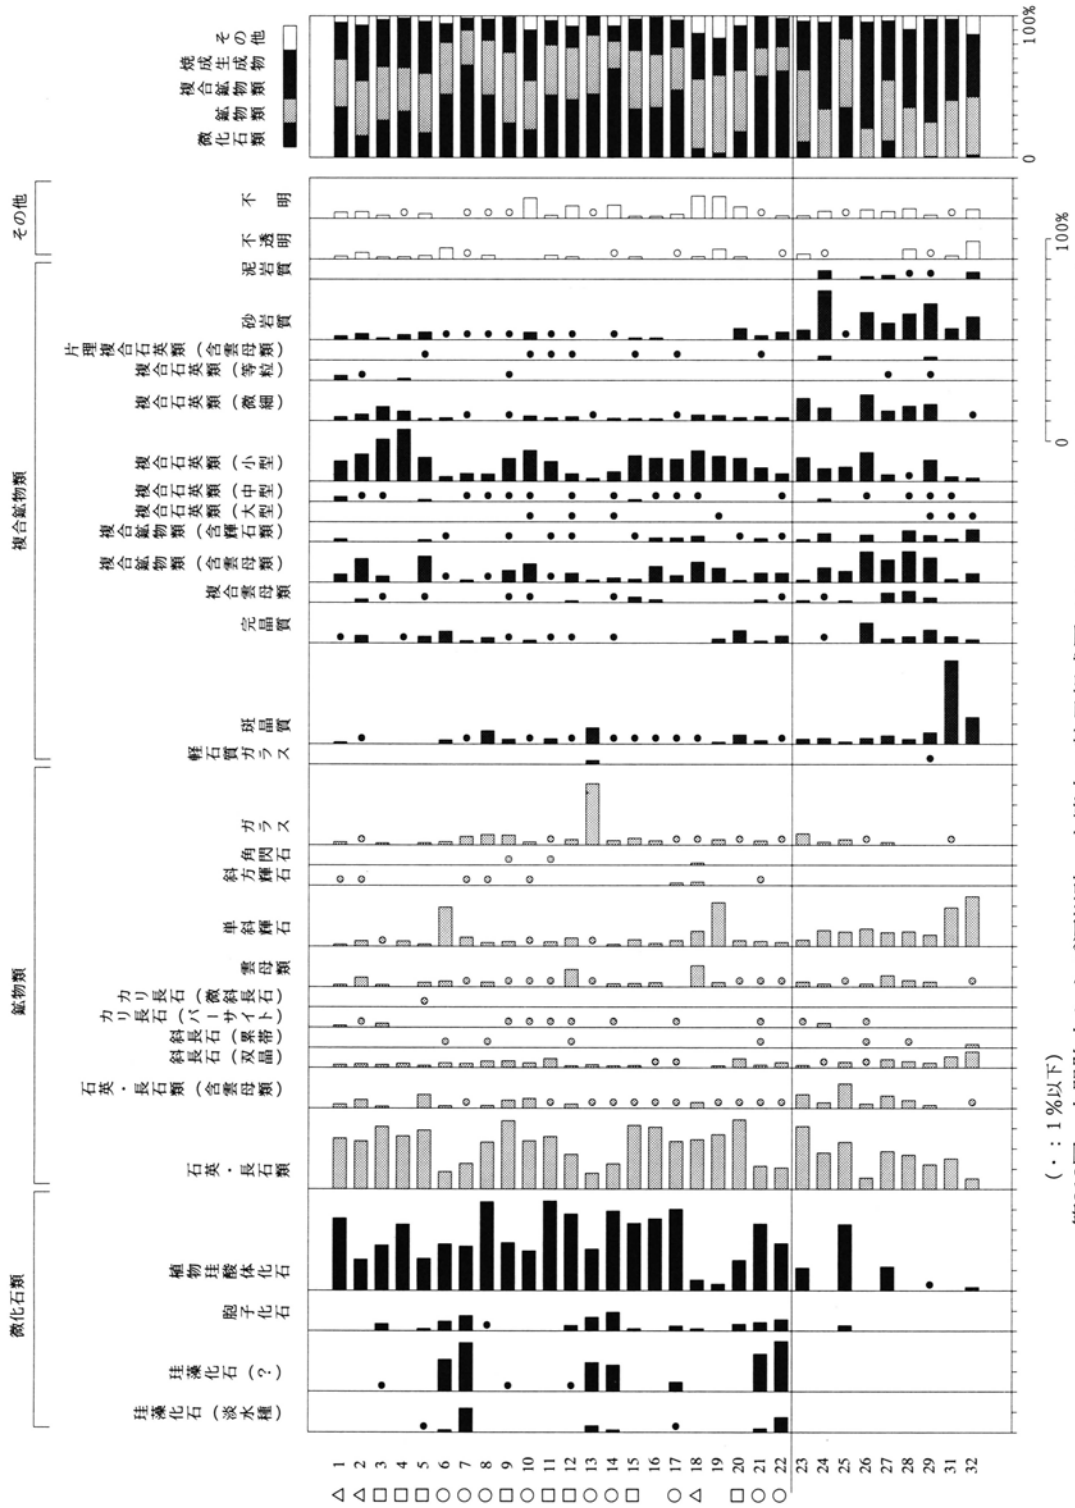 微化石類
鉱物類
複合鉱物類
その他
珪藻化石(淡水種)
珪藻化石(?)
胞子化石
植物珪酸体化石
石英・長石類
石英・長石類(含雲母類)
斜長石(双晶)
斜長石(累帯)
カリ長石(パーサイト)
カリ長石(微斜長石)
雲母類
単斜輝石
斜方輝石
角閃石
ガラス
軽石質ガラス
斑晶質
完晶質
複合雲母類
複合鉱物類(含雲母類)
複合鉱物類(含輝石類)
複合石英類(大型)
複合石英類(中型)
複合石英類(小型)
複合石英類(微細)
複合石英類(等粒)
片理複合石英類(含雲母類)
砂岩質
泥岩質
不透明
不明
微化石類
鉱物類
複合鉱物類
焼成生成物
その他
△ 1
△ 2
□ 3
□ 4
□ 5
○ 6
○ 7
○ 8
□ 9
○ 10
□ 11
□ 12
○ 13
○ 14
□ 15
16
○ 17
△ 18
19
□ 20
○ 21
○ 22
23
24
25
26
27
28
29
31
32
0 100%
0 100%
(・:1%以下)